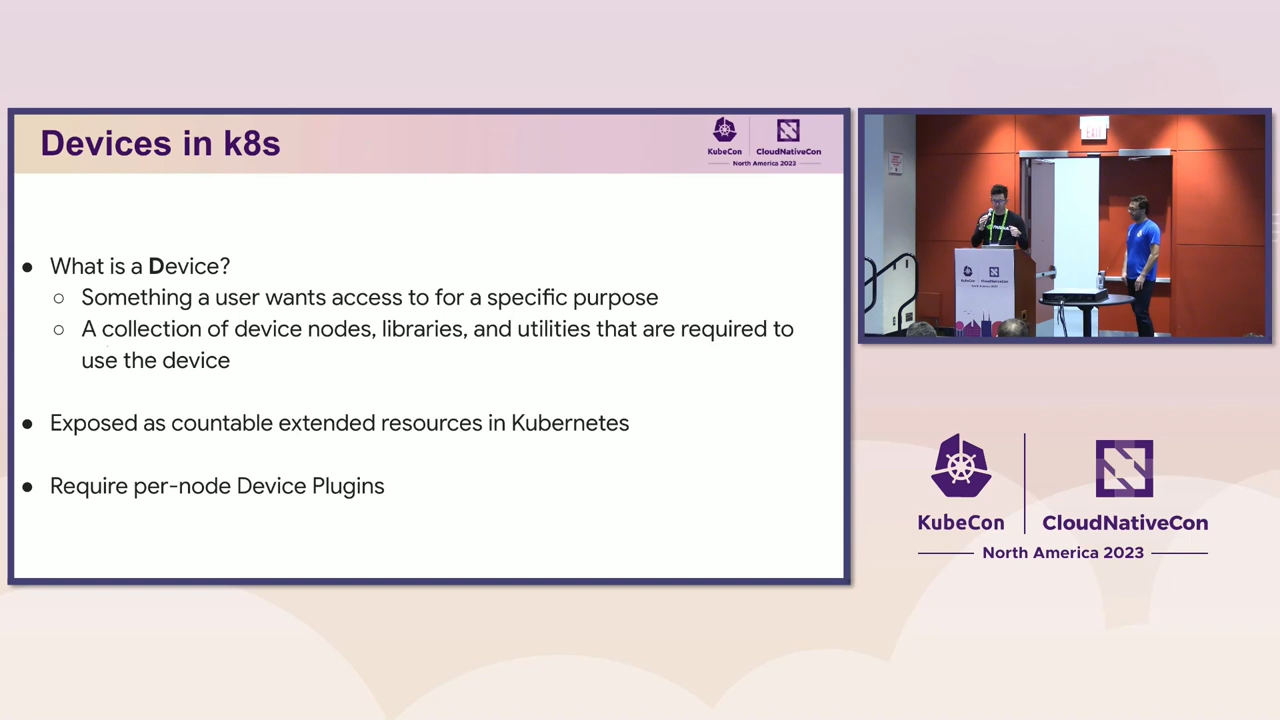 Devices in k8s
KubeCon
CloudNativeCon
North America 2023
● What is a Device?
○ Something a user wants access to for a specific purpose
○ A collection of device nodes, libraries, and utilities that are required to
use the device
● Exposed as countable extended resources in Kubernetes
● Require per-node Device Plugins
EXIT
KubeCon
CloudNativeCon
North America 2023